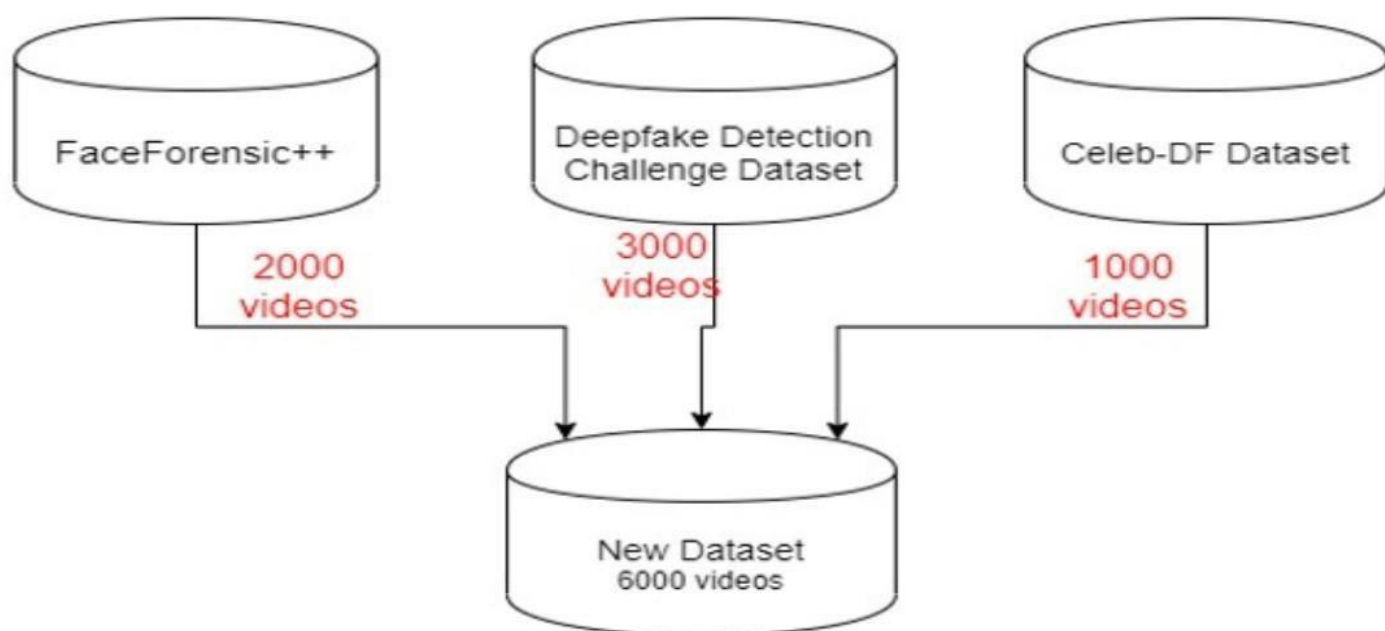 FaceForensic++
Deepfake Detection
Challenge Dataset
Celeb-DF Dataset
2000
videos
3000
videos
1000
videos
New Dataset
6000 videos